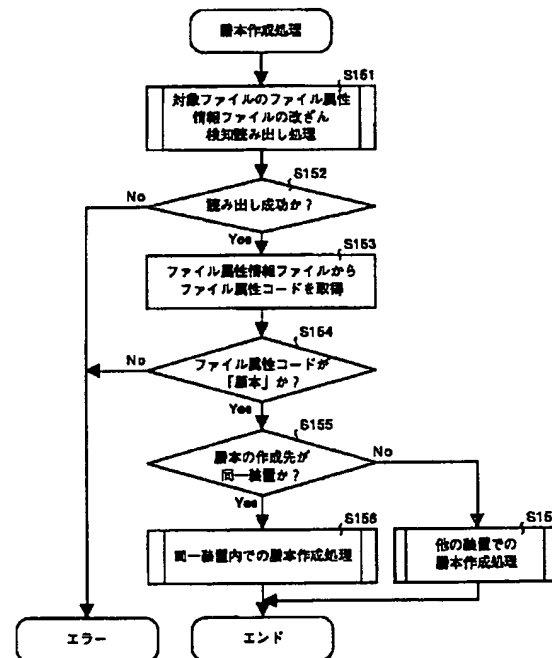 謄本作成処理
S151
対象ファイルのファイル属性
情報ファイルの改ざん
検知読み出し処理
S152
No
読み出し成功か?
Yes
S153
ファイル属性情報ファイルから
ファイル属性コードを取得
S154
No
ファイル属性コードが
「原本」か?
Yes
S155
謄本の作成先が
同一装置か?
No
Yes
S156
同一装置内での謄本作成処理
S15
他の装置での
謄本作成処理
エラー
エンド